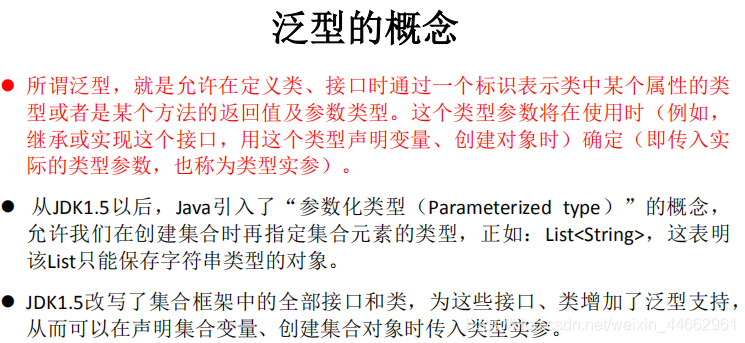 泛型的概念
● 所谓泛型，就是允许在定义类、接口时通过一个标识表示类中某个属性的类
型或者是某个方法的返回值及参数类型。这个类型参数将在使用时（例如，
继承或实现这个接口，用这个类型声明变量、创建对象时）确定（即传入实
际的类型参数，也称为类型实参）。
● 从JDK1.5以后，Java引入了“参数化类型（Parameterized type）”的概念，
允许我们在创建集合时再指定集合元素的类型，正如：List<String>，这表明
该List只能保存字符串类型的对象。
● JDK1.5改写了集合框架中的全部接口和类，为这些接口、类增加了泛型支持，
从而可以在声明集合变量、创建集合对象时传入类型实参。
csdn.net/weixin_44662961